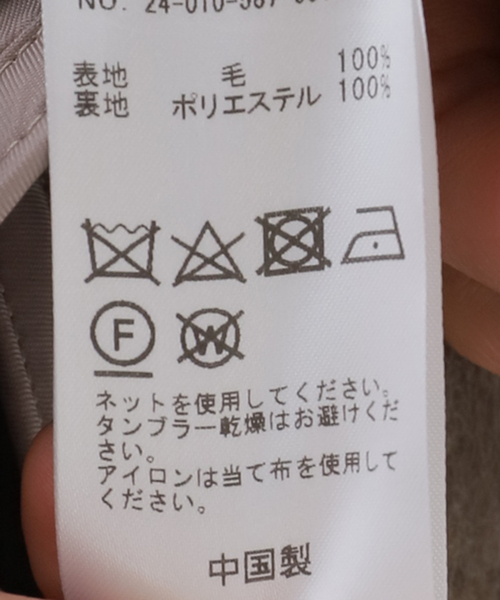 表地 毛 100%
裏地 ポリエステル 100%
F
W
ネットを使用してください。
タンブラー乾燥はお避けくだ
さい。
アイロンは当て布を使用して
ください。
中国製